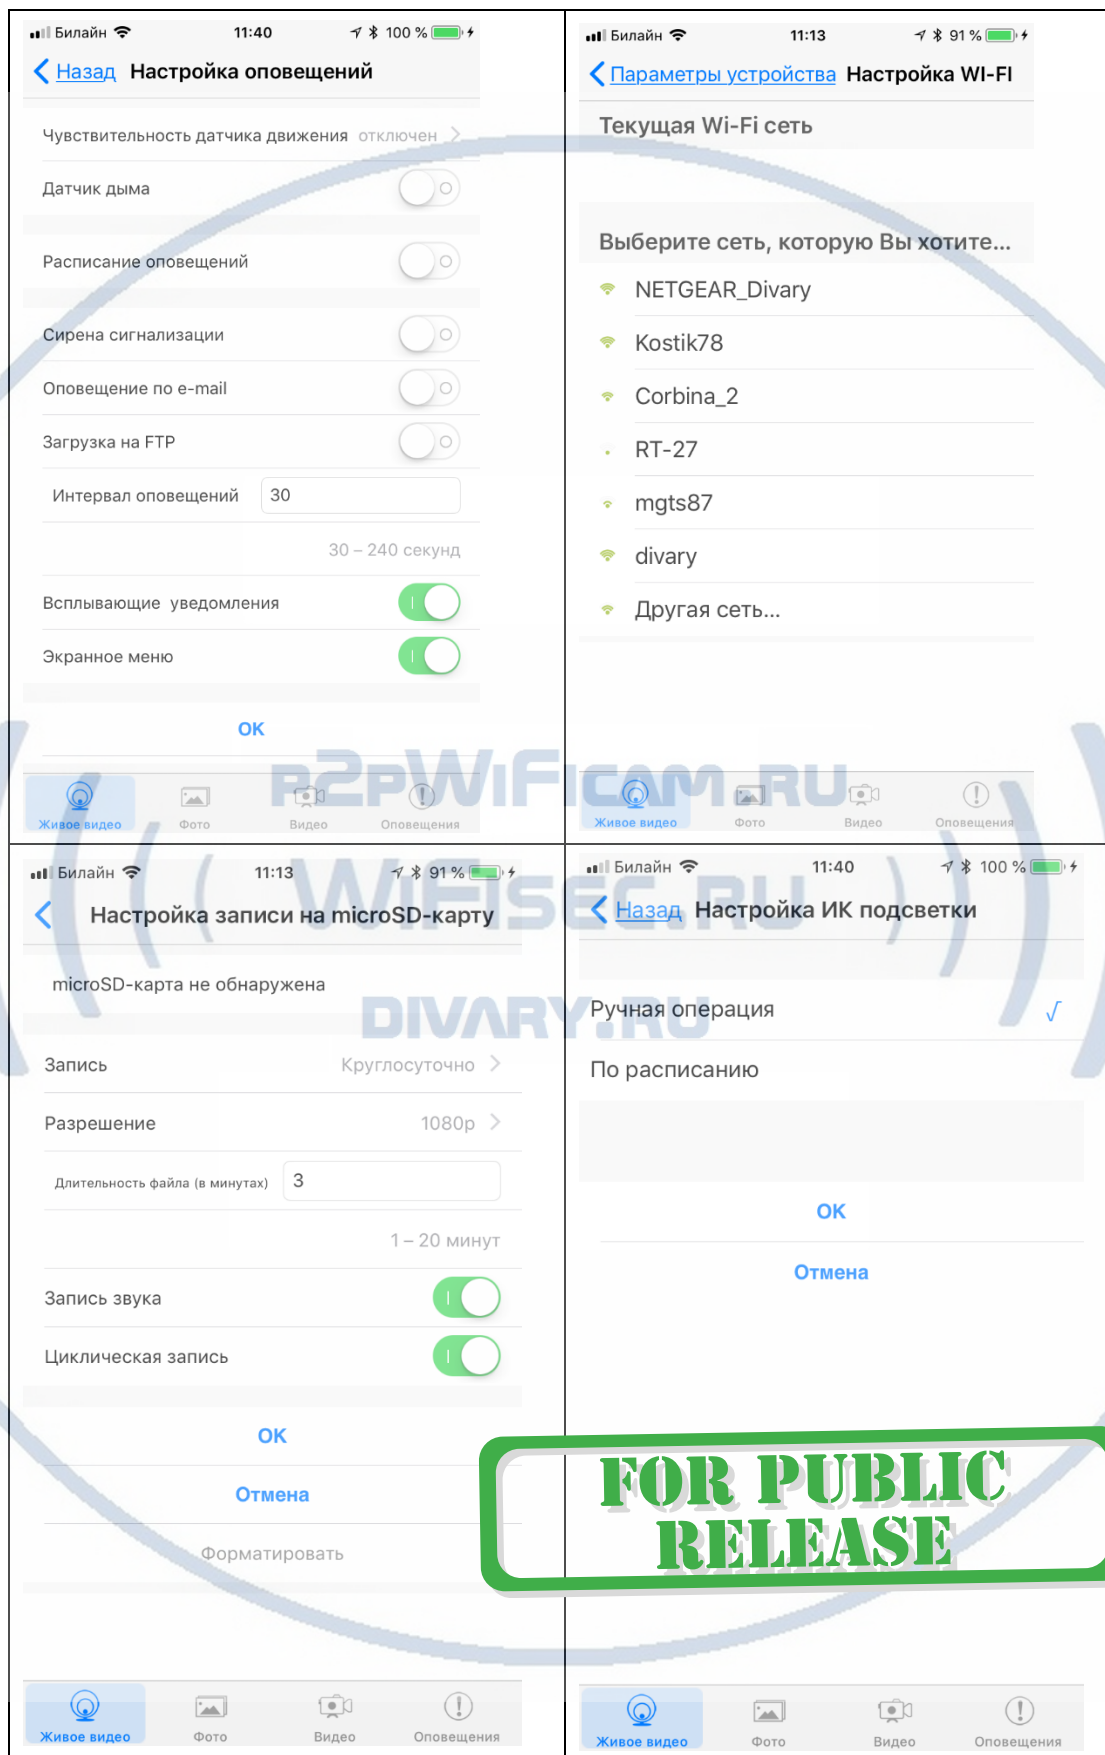 Билайн 11:40 100 %
Назад Настройка оповещений
Чувствительность датчика движения отключен
Датчик дыма
Расписание оповещений
Сирена сигнализации
Оповещение по e-mail
Загрузка на FTP
Интервал оповещений 30
30 – 240 секунд
Всплывающие уведомления
Экранное меню
OK
Живое видео Фото Видео Оповещения
Билайн 11:13 91 %
Параметры устройства Настройка WI-FI
Текущая Wi-Fi сеть
Выберите сеть, которую Вы хотите...
NETGEAR_Divary
Kostik78
Corbina_2
RT-27
mgts87
divary
Другая сеть...
Живое видео Фото Видео Оповещения
P2PWIFICAM.RU
WIFISEC.RU
DIVARY.RU
Билайн 11:13 91 %
Настройка записи на microSD-карту
microSD-карта не обнаружена
Запись Круглосуточно
Разрешение 1080p
Длительность файла (в минутах) 3
1 – 20 минут
Запись звука
Циклическая запись
OK
Отмена
Форматировать
Живое видео Фото Видео Оповещения
Билайн 11:40 100 %
Назад Настройка ИК подсветки
Ручная операция
По расписанию
OK
Отмена
FOR PUBLIC
RELEASE
Живое видео Фото Видео Оповещения